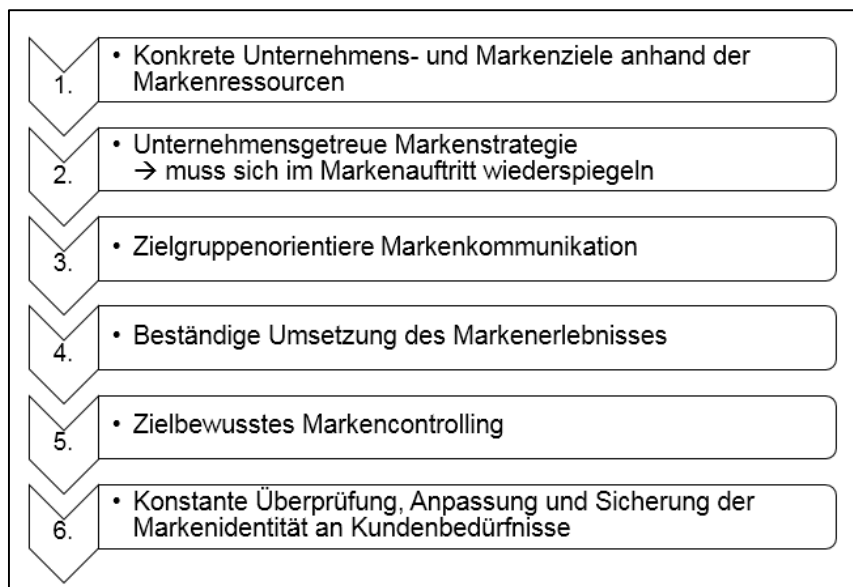 1.
• Konkrete Unternehmens- und Markenziele anhand der
Markenressourcen
2.
• Unternehmensgetreue Markenstrategie
→ muss sich im Markenauftritt wiederspiegeln
3.
• Zielgruppenorientiere Markenkommunikation
4.
• Beständige Umsetzung des Markenerlebnisses
5.
• Zielbewusstes Markencontrolling
6.
• Konstante Überprüfung, Anpassung und Sicherung der
Markenidentität an Kundenbedürfnisse